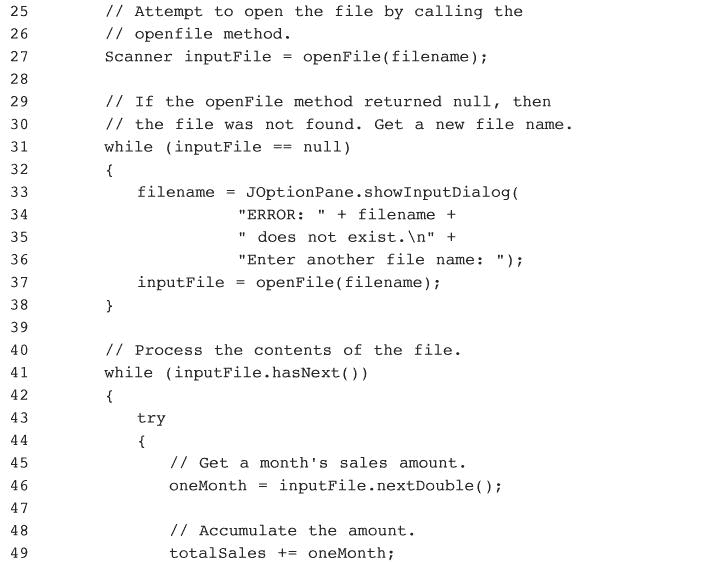 25 // Attempt to open the file by calling the
26 // openfile method.
27 Scanner inputFile = openFile(filename);
28
29 // If the openFile method returned null, then
30 // the file was not found. Get a new file name.
31 while (inputFile == null)
32 {
33 filename = JOptionPane.showInputDialog(
34 "ERROR: " + filename +
35 " does not exist.\n" +
36 "Enter another file name: ");
37 inputFile = openFile(filename);
38 }
39
40 // Process the contents of the file.
41 while (inputFile.hasNext())
42 {
43 try
44 {
45 // Get a month's sales amount.
46 oneMonth = inputFile.nextDouble();
47
48 // Accumulate the amount.
49 totalSales += oneMonth;